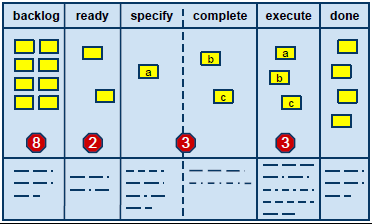 backlog ready specify complete execute done
b a
a b
c c
8 2 3 3